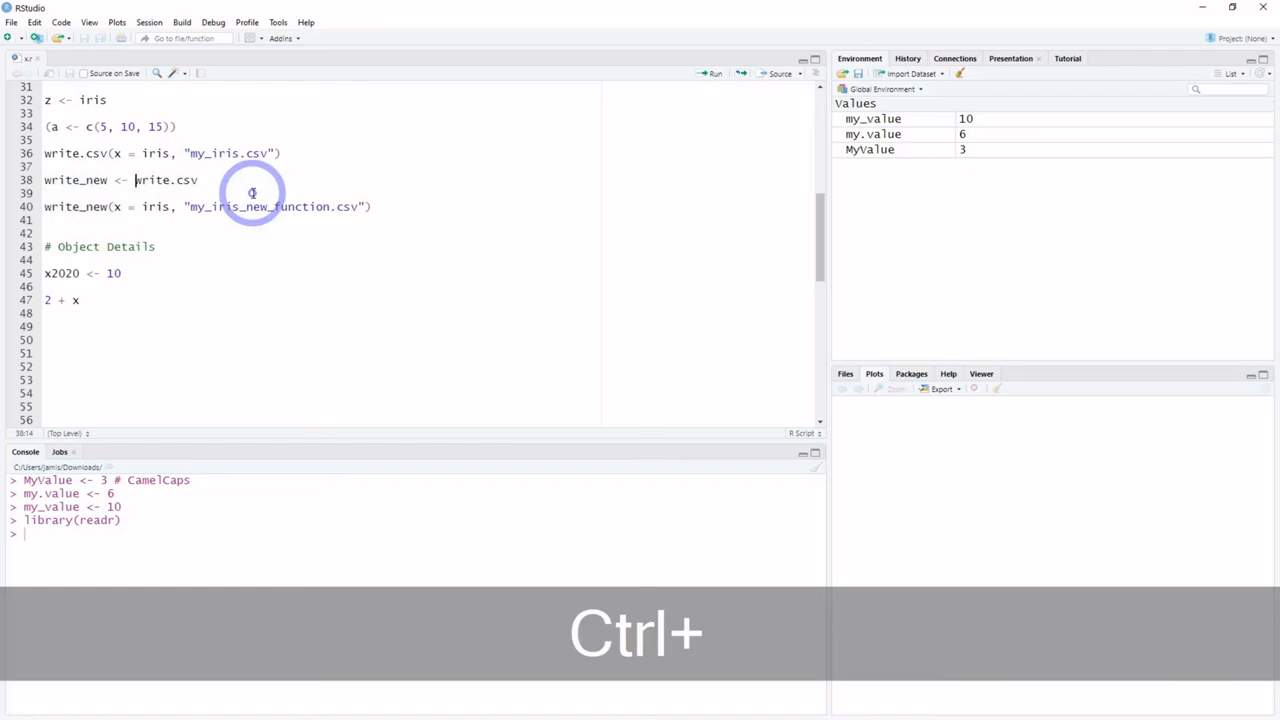 RStudio
File Edit Code View Plots Session Build Debug Profile Tools Help
Go to file/function Addins Project: (None)
x.r
Source on Save Run Source
31
32 z <- iris
33
34 (a <- c(5, 10, 15))
35
36 write.csv(x = iris, "my_iris.csv")
37
38 write_new <- write.csv
39
40 write_new(x = iris, "my_iris_new_function.csv")
41
42
43 # Object Details
44
45 x2020 <- 10
46
47 2 + x
48
49
50
51
52
53
54
55
56
38:14 (Top Level) R Script
Console Jobs
C:/Users/jamis/Downloads/
> MyValue <- 3 # CamelCaps
> my.value <- 6
> my_value <- 10
> library(readr)
>
Environment History Connections Presentation Tutorial
Import Dataset List
Global Environment
Values
my_value 10
my.value 6
MyValue 3
Files Plots Packages Help Viewer
Zoom Export
Ctrl+